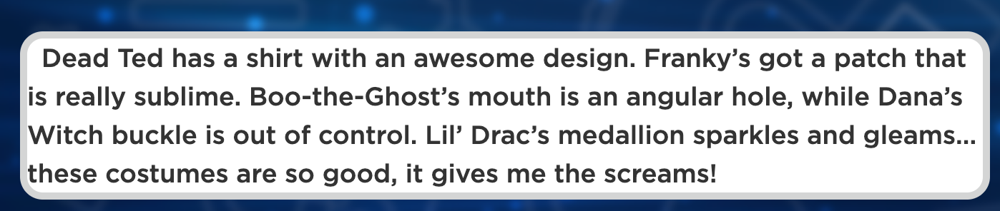 Dead Ted has a shirt with an awesome design. Franky’s got a patch that
is really sublime. Boo-the-Ghost’s mouth is an angular hole, while Dana’s
Witch buckle is out of control. Lil’ Drac’s medallion sparkles and gleams...
these costumes are so good, it gives me the screams!